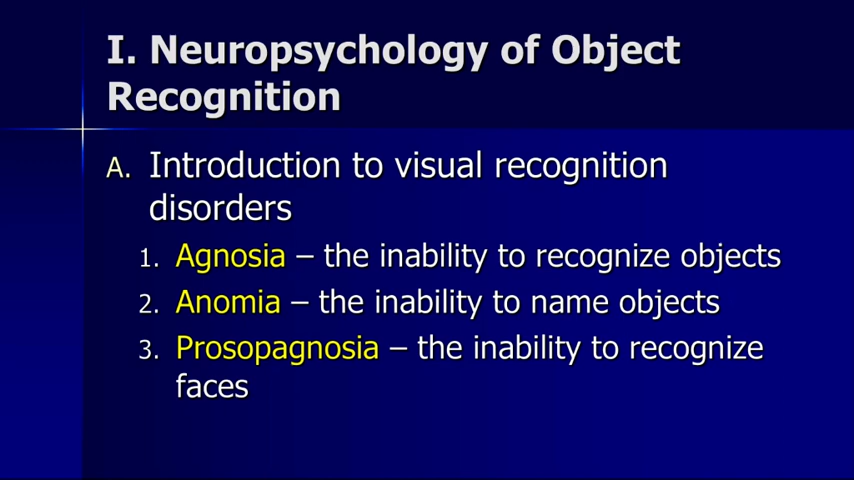 I. Neuropsychology of Object
Recognition
A. Introduction to visual recognition
disorders
1. Agnosia – the inability to recognize objects
2. Anomia – the inability to name objects
3. Prosopagnosia – the inability to recognize
faces